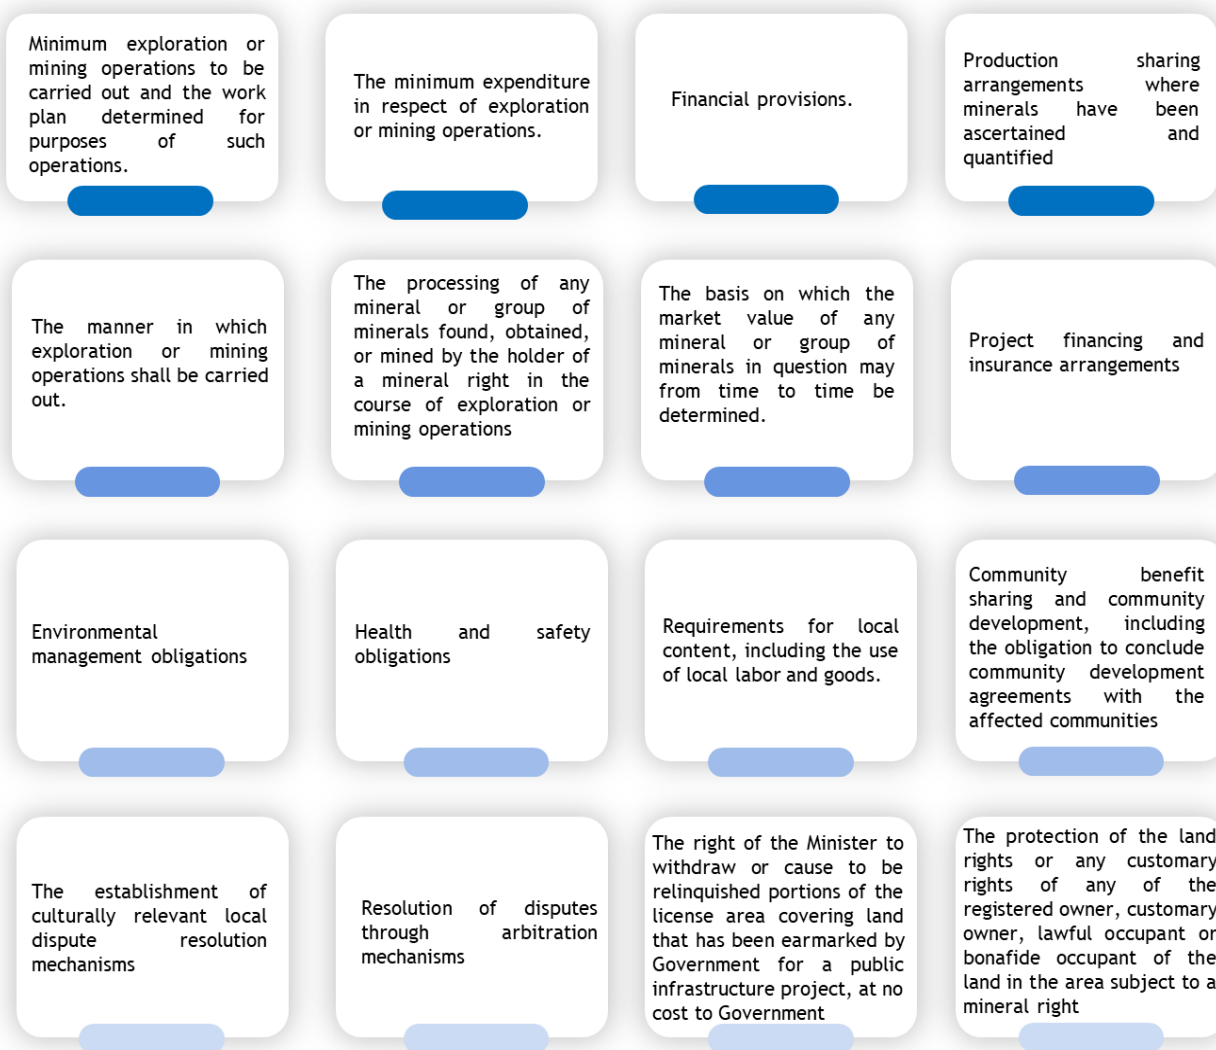 Minimum exploration or
mining operations to be
carried out and the work
plan determined for
purposes of such
operations.
The minimum expenditure
in respect of exploration
or mining operations.
Financial provisions.
Production sharing
arrangements where
minerals have been
ascertained and
quantified
The manner in which
exploration or mining
operations shall be carried
out.
The processing of any
mineral or group of
minerals found, obtained,
or mined by the holder of
a mineral right in the
course of exploration or
mining operations
The basis on which the
market value of any
mineral or group of
minerals in question may
from time to time be
determined.
Project financing and
insurance arrangements
Environmental
management obligations
Health and safety
obligations
Requirements for local
content, including the use
of local labor and goods.
Community benefit
sharing and community
development, including
the obligation to conclude
community development
agreements with the
affected communities
The establishment of
culturally relevant local
dispute resolution
mechanisms
Resolution of disputes
through arbitration
mechanisms
The right of the Minister to
withdraw or cause to be
relinquished portions of the
license area covering land
that has been earmarked by
Government for a public
infrastructure project, at no
cost to Government
The protection of the land
rights or any customary
rights of any of the
registered owner, customary
owner, lawful occupant or
bonafide occupant of the
land in the area subject to a
mineral right